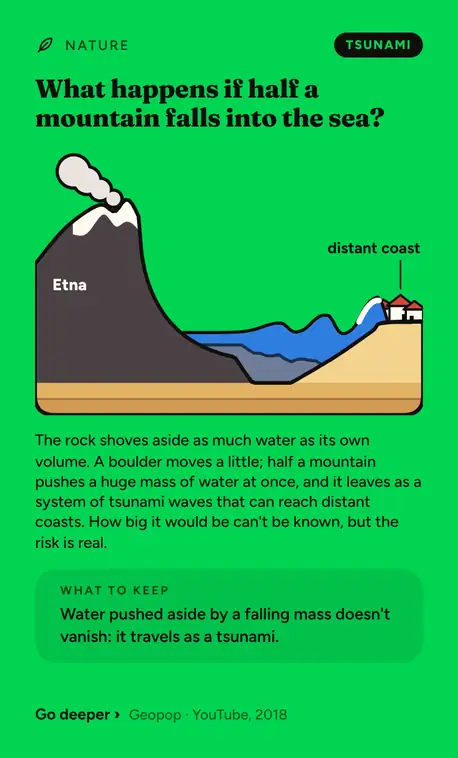 NATURE
TSUNAMI
What happens if half a
mountain falls into the sea?
distant coast
Etna
The rock shoves aside as much water as its own
volume. A boulder moves a little; half a mountain
pushes a huge mass of water at once, and it leaves as a
system of tsunami waves that can reach distant
coasts. How big it would be can't be known, but the
risk is real.
WHAT TO KEEP
Water pushed aside by a falling mass doesn't
vanish: it travels as a tsunami.
Go deeper › Geopop · YouTube, 2018